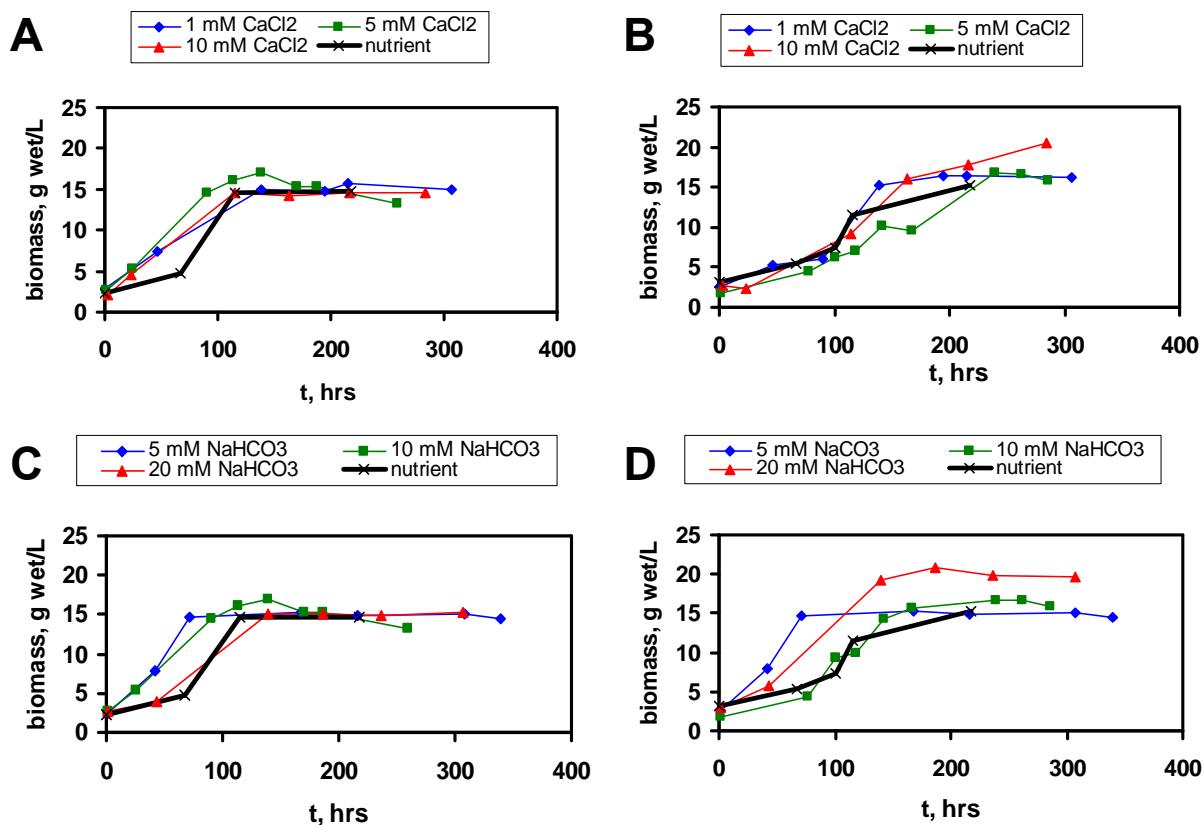 A
1 mM CaCl2 5 mM CaCl2
10 mM CaCl2 nutrient
biomass, g wet/L
25
20
15
10
5
0
0 100 200 300 400
t, hrs
B
1 mM CaCl2 5 mM CaCl2
10 mM CaCl2 nutrient
biomass, g wet/L
25
20
15
10
5
0
0 100 200 300 400
t, hrs
C
5 mM NaHCO3 10 mM NaHCO3
20 mM NaHCO3 nutrient
biomass, g wet/L
25
20
15
10
5
0
0 100 200 300 400
t, hrs
D
5 mM NaCO3 10 mM NaHCO3
20 mM NaHCO3 nutrient
biomass, g wet/L
25
20
15
10
5
0
0 100 200 300 400
t, hrs